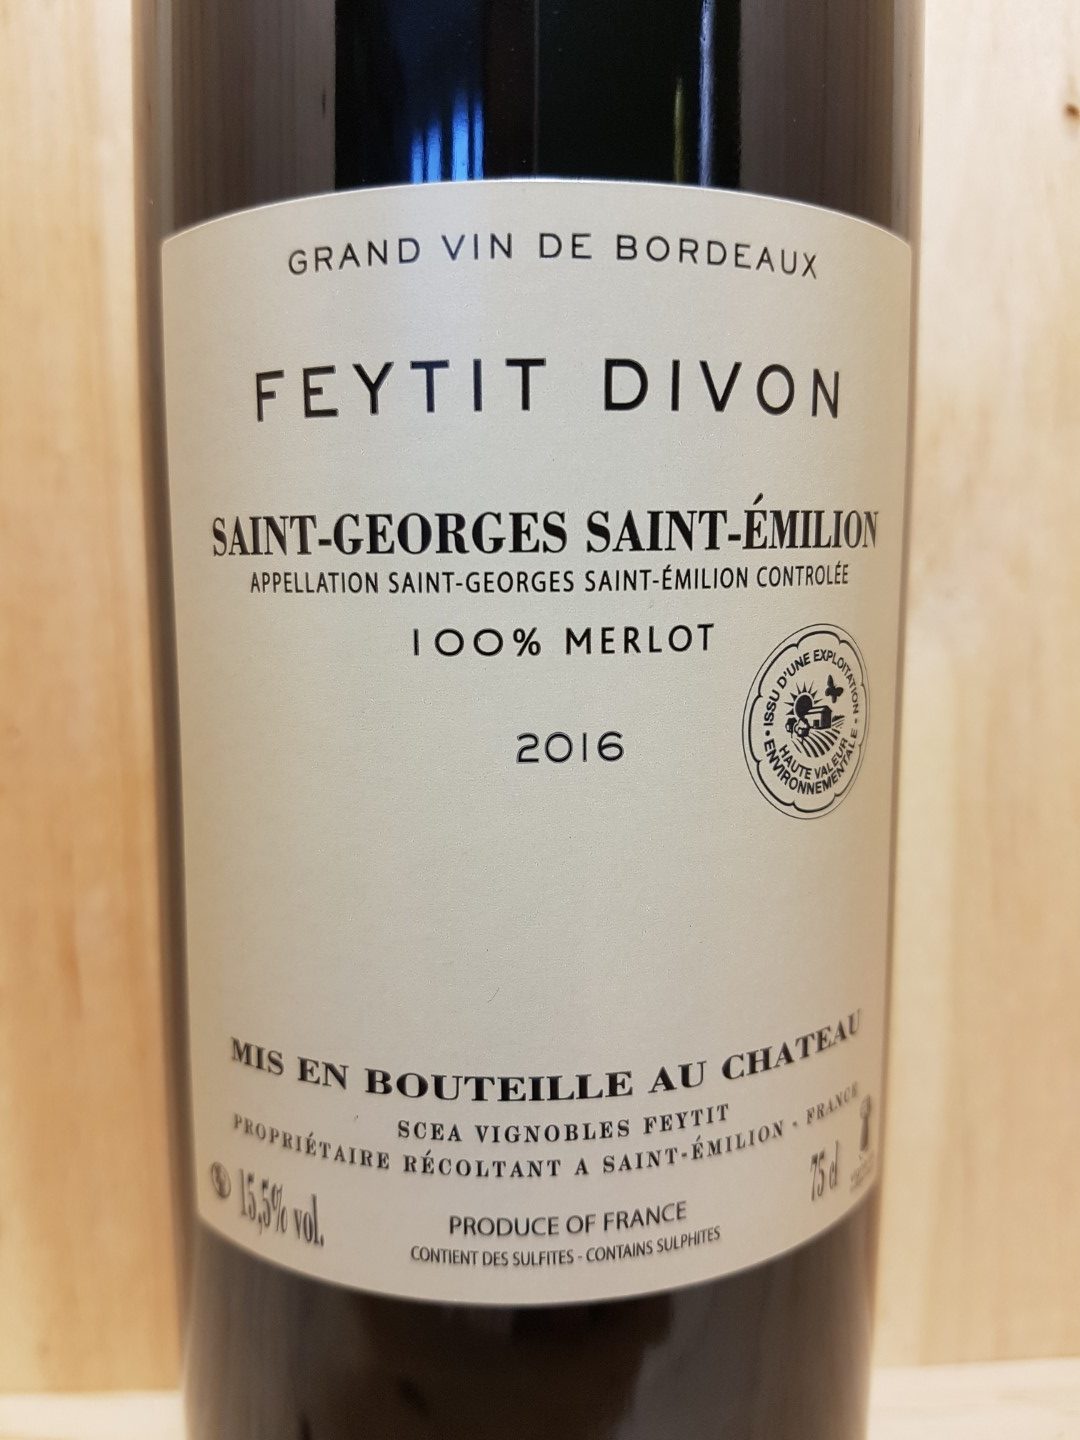 GRAND VIN DE BORDEAUX
FEYTIT DIVON
SAINT-GEORGES SAINT-ÉMILION
APPELLATION SAINT-GEORGES SAINT-ÉMILION CONTROLÉE
100% MERLOT
• ISSU D'UNE EXPLOITATION •
HAUTE VALEUR
ENVIRONNEMENTALE
2016
MIS EN BOUTEILLE AU CHATEAU
SCEA VIGNOBLES FEYTIT
PROPRIÉTAIRE RÉCOLTANT A SAINT-ÉMILION - FRANCE
15,5% vol.
75 cl
PRODUCE OF FRANCE
CONTIENT DES SULFITES - CONTAINS SULPHITES